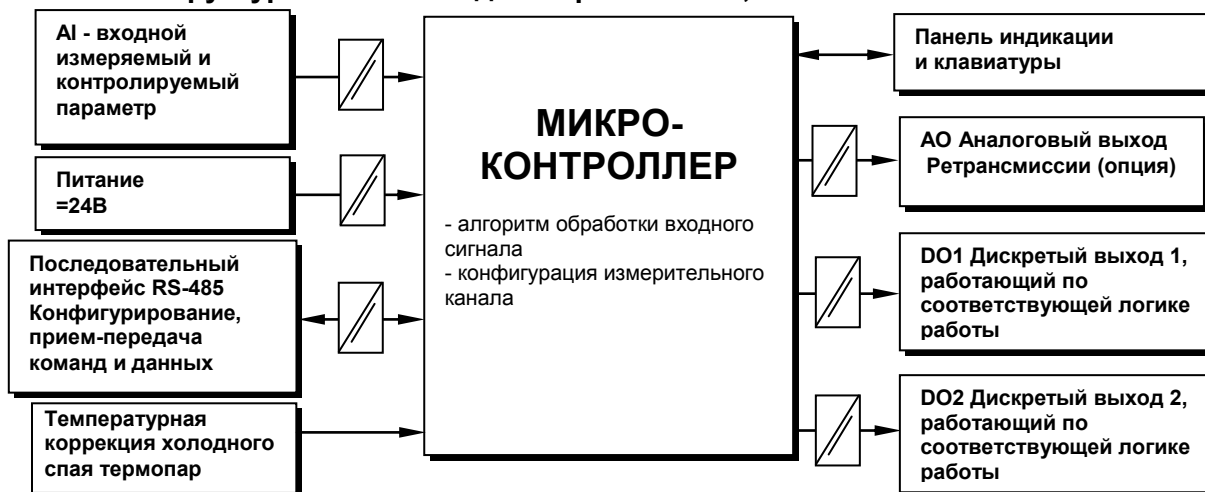 AI - входной
измеряемый и
контролируемый
параметр
Питание
=24В
Последовательный
интерфейс RS-485
Конфигурирование,
прием-передача
команд и данных
Температурная
коррекция холодного
спая термопар
МИКРО-
КОНТРОЛЛЕР
- алгоритм обработки входного
сигнала
- конфигурация измерительного
канала
Панель индикации
и клавиатуры
АО Аналоговый выход
Ретрансмиссии (опция)
DO1 Дискретый выход 1,
работающий по
соответствующей логике
работы
DO2 Дискретый выход 2,
работающий по
соответствующей логике
работы